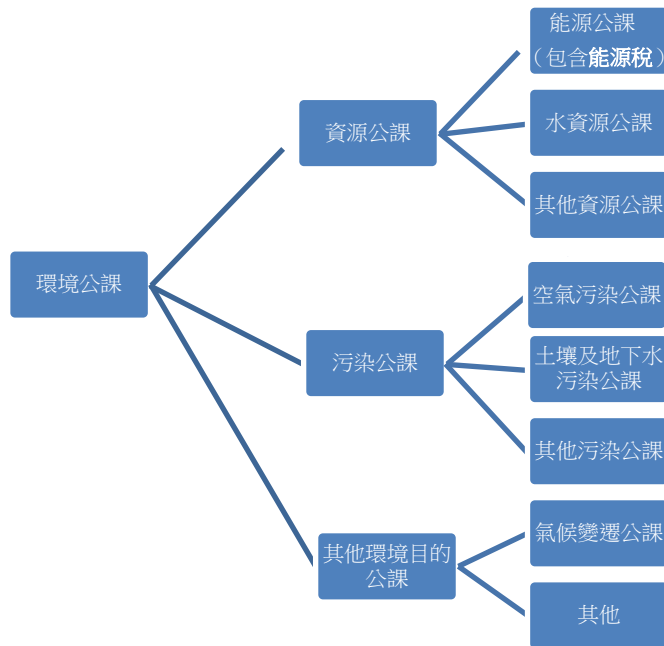 環境公課
資源公課
能源公課
（包含能源稅）
水資源公課
其他資源公課
污染公課
空氣污染公課
土壤及地下水
污染公課
其他污染公課
其他環境目的
公課
氣候變遷公課
其他